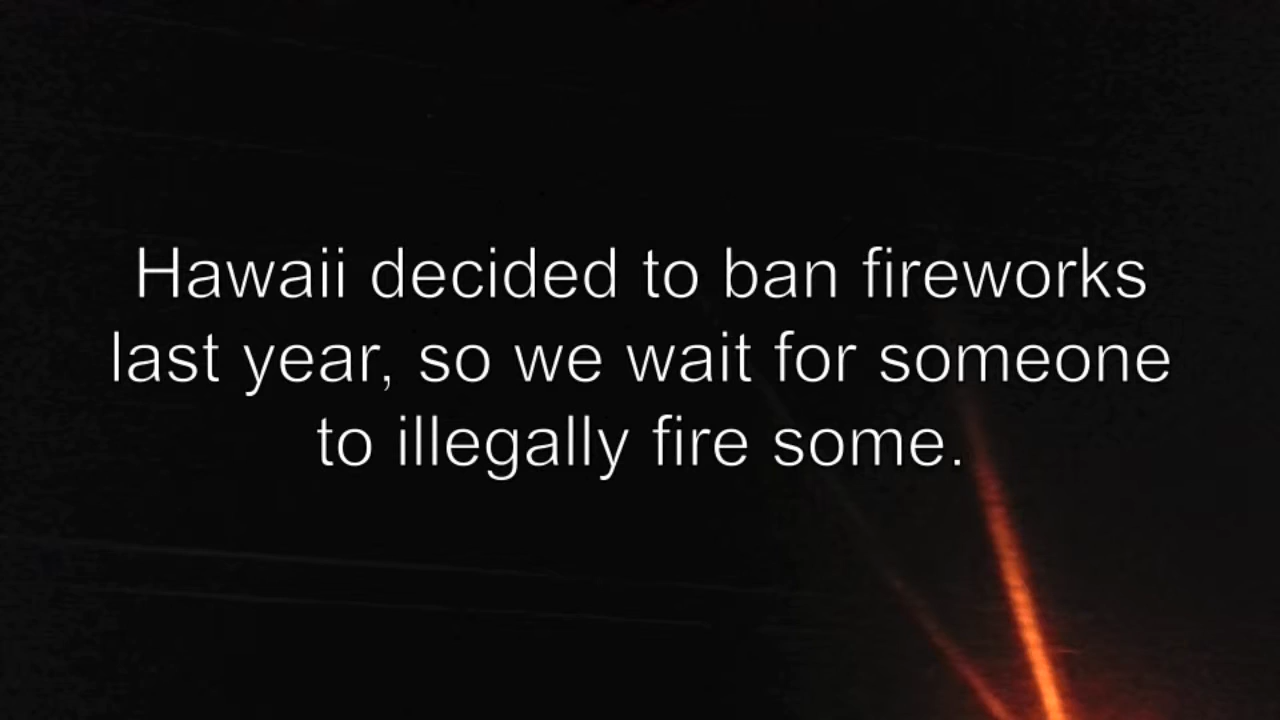 Hawaii decided to ban fireworks
last year, so we wait for someone
to illegally fire some.